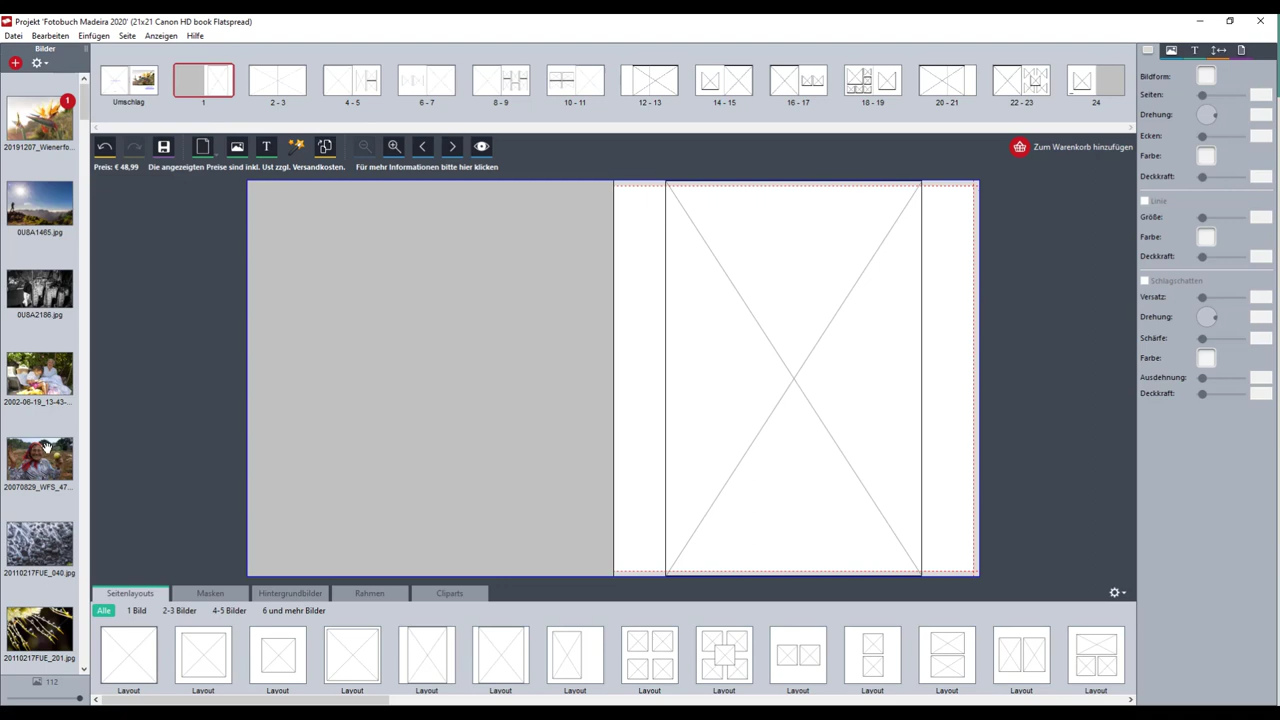 Projekt 'Fotobuch Madeira 2020' (21x21 Canon HD book Flatspread)
Datei Bearbeiten Einfügen Seite Anzeigen Hilfe
Bilder
1
20191207_Wienerfo...
0U8A1465.jpg
0U8A2186.jpg
2002-06-19_13-43-...
20070829_WFS_47...
20110217FUE_040.jpg
20110217FUE_201.jpg
112
Umschlag 1 2 - 3 4 - 5 6 - 7 8 - 9 10 - 11 12 - 13 14 - 15 16 - 17 18 - 19 20 - 21 22 - 23 24
T
Zum Warenkorb hinzufügen
Preis: € 48,99 Die angezeigten Preise sind inkl. Ust zzgl. Versandkosten. Für mehr Informationen bitte hier klicken
Seitenlayouts Masken Hintergrundbilder Rahmen Cliparts
Alle 1 Bild 2-3 Bilder 4-5 Bilder 6 und mehr Bilder
Layout Layout Layout Layout Layout Layout Layout Layout Layout Layout Layout Layout Layout Layout
T
Bildform:
Seiten:
Drehung:
Ecken:
Farbe:
Deckkraft:
Linie
Größe:
Farbe:
Deckkraft:
Schlagschatten
Versatz:
Drehung:
Schärfe:
Farbe:
Ausdehnung:
Deckkraft: